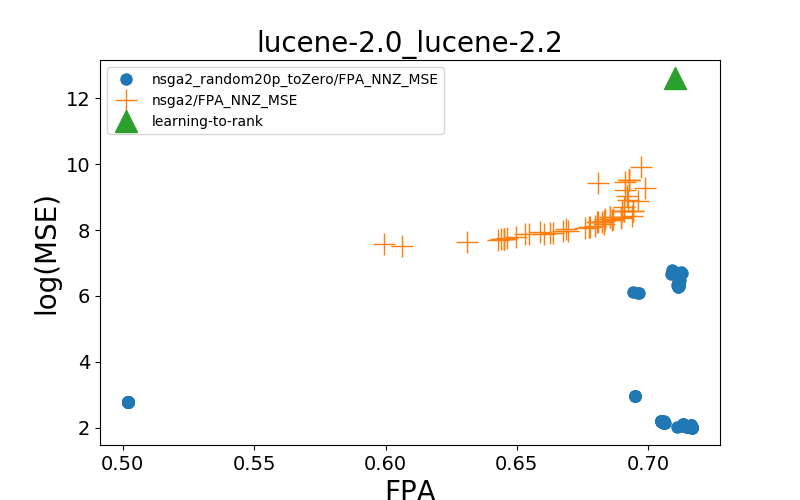 lucene-2.0_lucene-2.2
nsga2_random20p_toZero/FPA_NNZ_MSE
nsga2/FPA_NNZ_MSE
learning-to-rank
log(MSE)
12
10
8
6
4
2
0.50 0.55 0.60 0.65 0.70
FPA